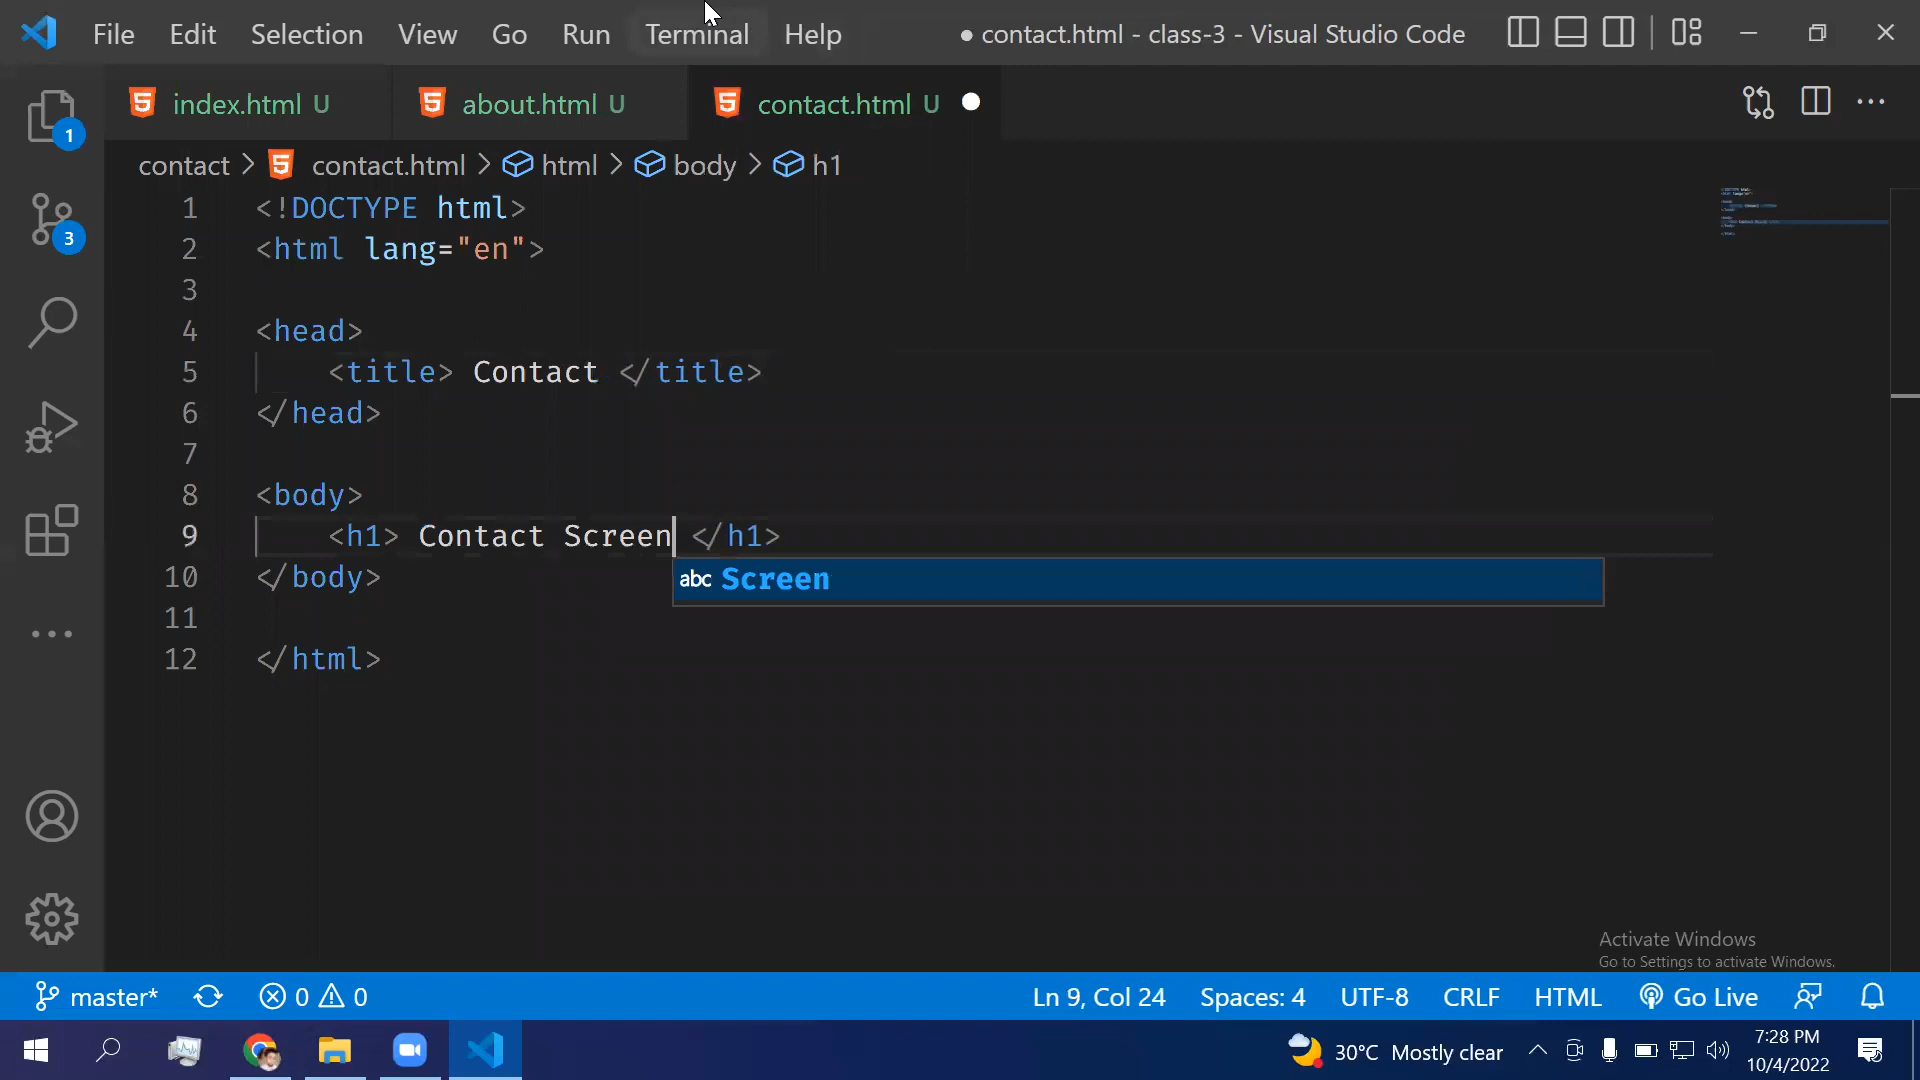 File Edit Selection View Go Run Terminal Help ● contact.html - class-3 - Visual Studio Code
index.html U about.html U contact.html U
1
contact > contact.html > html > body > h1
1 <!DOCTYPE html>
2 <html lang="en">
3
3
4 <head>
5 <title> Contact </title>
6 </head>
7
8 <body>
9 <h1> Contact Screen </h1>
10 </body>
abc Screen
11
12 </html>
Activate Windows
Go to Settings to activate Windows.
master* 0 0 Ln 9, Col 24 Spaces: 4 UTF-8 CRLF HTML Go Live
30°C Mostly clear
7:28 PM
10/4/2022